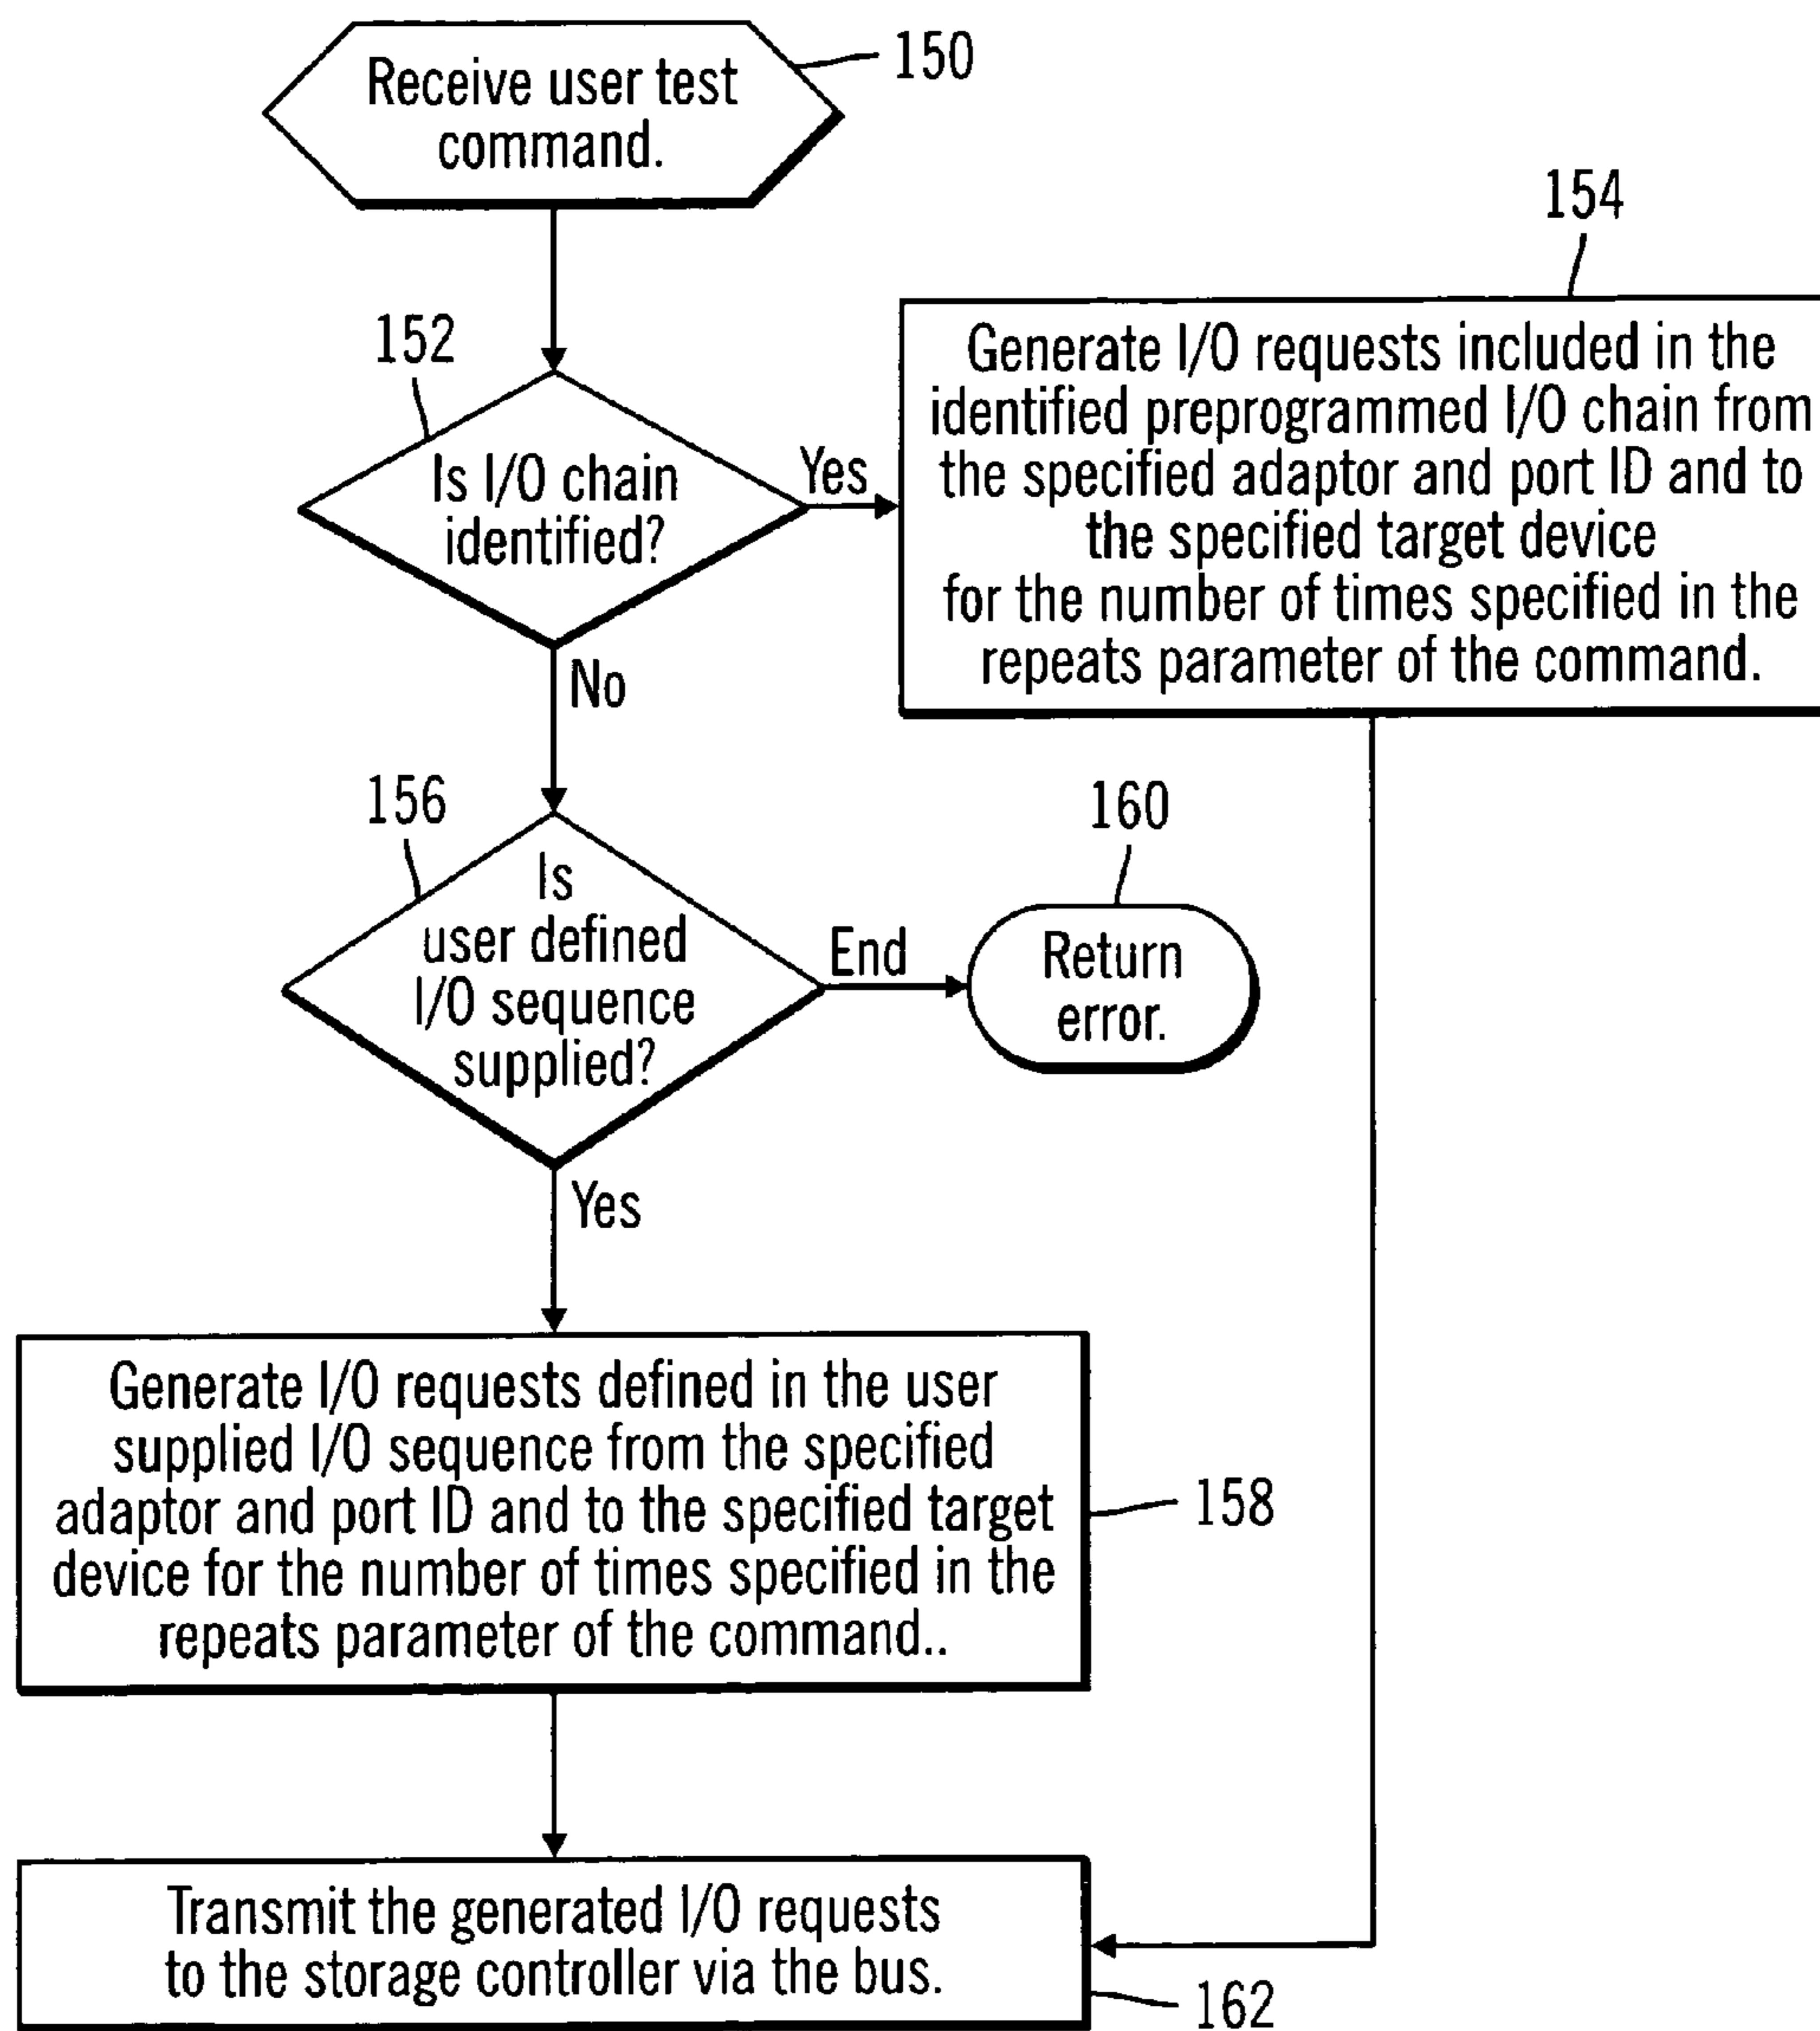 Receive user test
command.
150
152
Is I/O chain
identified?
Yes
No
154
Generate I/O requests included in the
identified preprogrammed I/O chain from
the specified adaptor and port ID and to
the specified target device
for the number of times specified in the
repeats parameter of the command.
156
Is
user defined
I/O sequence
supplied?
End
Yes
160
Return
error.
Generate I/O requests defined in the user
supplied I/O sequence from the specified
adaptor and port ID and to the specified target
device for the number of times specified in the
repeats parameter of the command..
158
Transmit the generated I/O requests
to the storage controller via the bus.
162